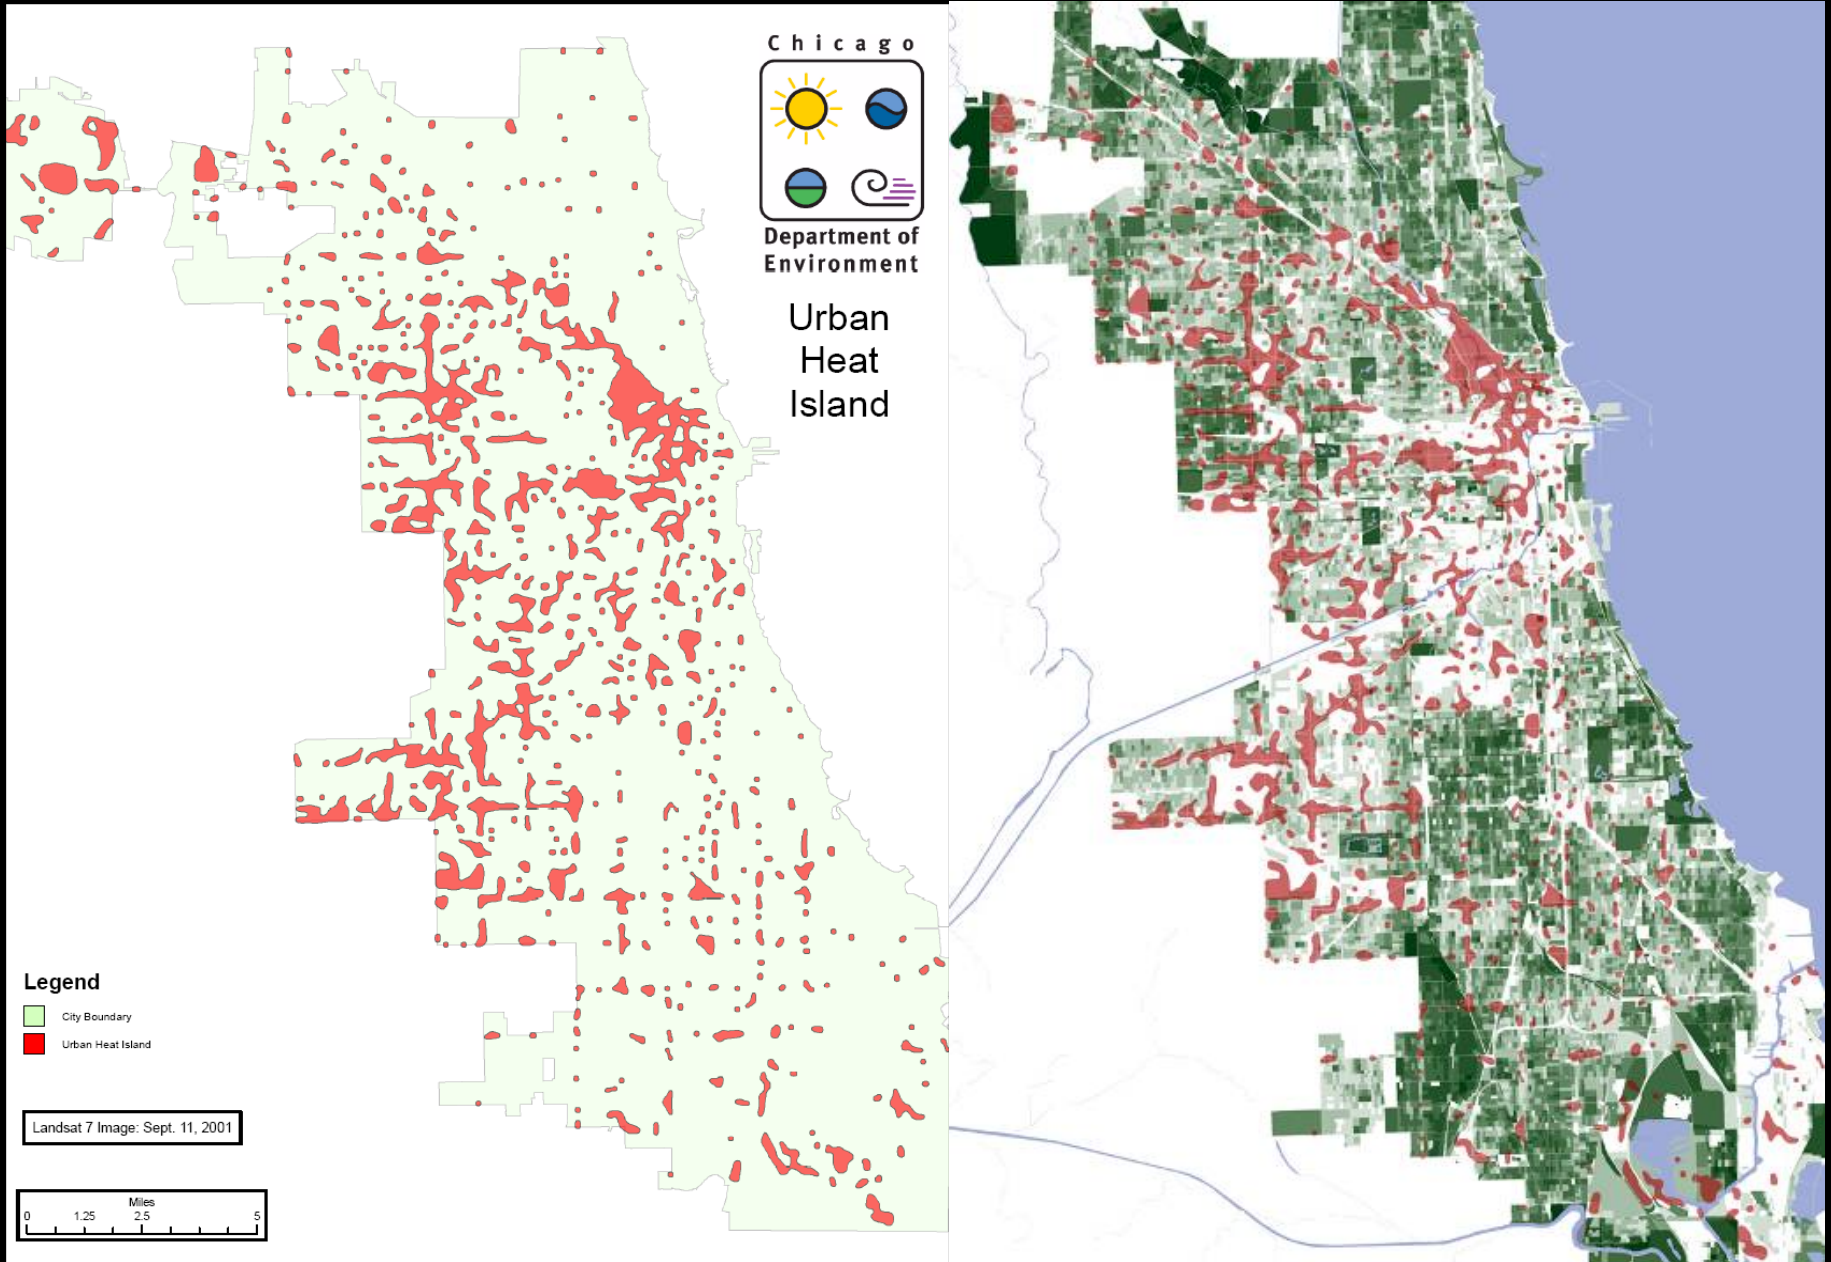 Chicago
Department of
Environment
Urban
Heat
Island
Legend
City Boundary
Urban Heat Island
Landsat 7 Image: Sept. 11, 2001
Miles
0 1.25 2.5 5